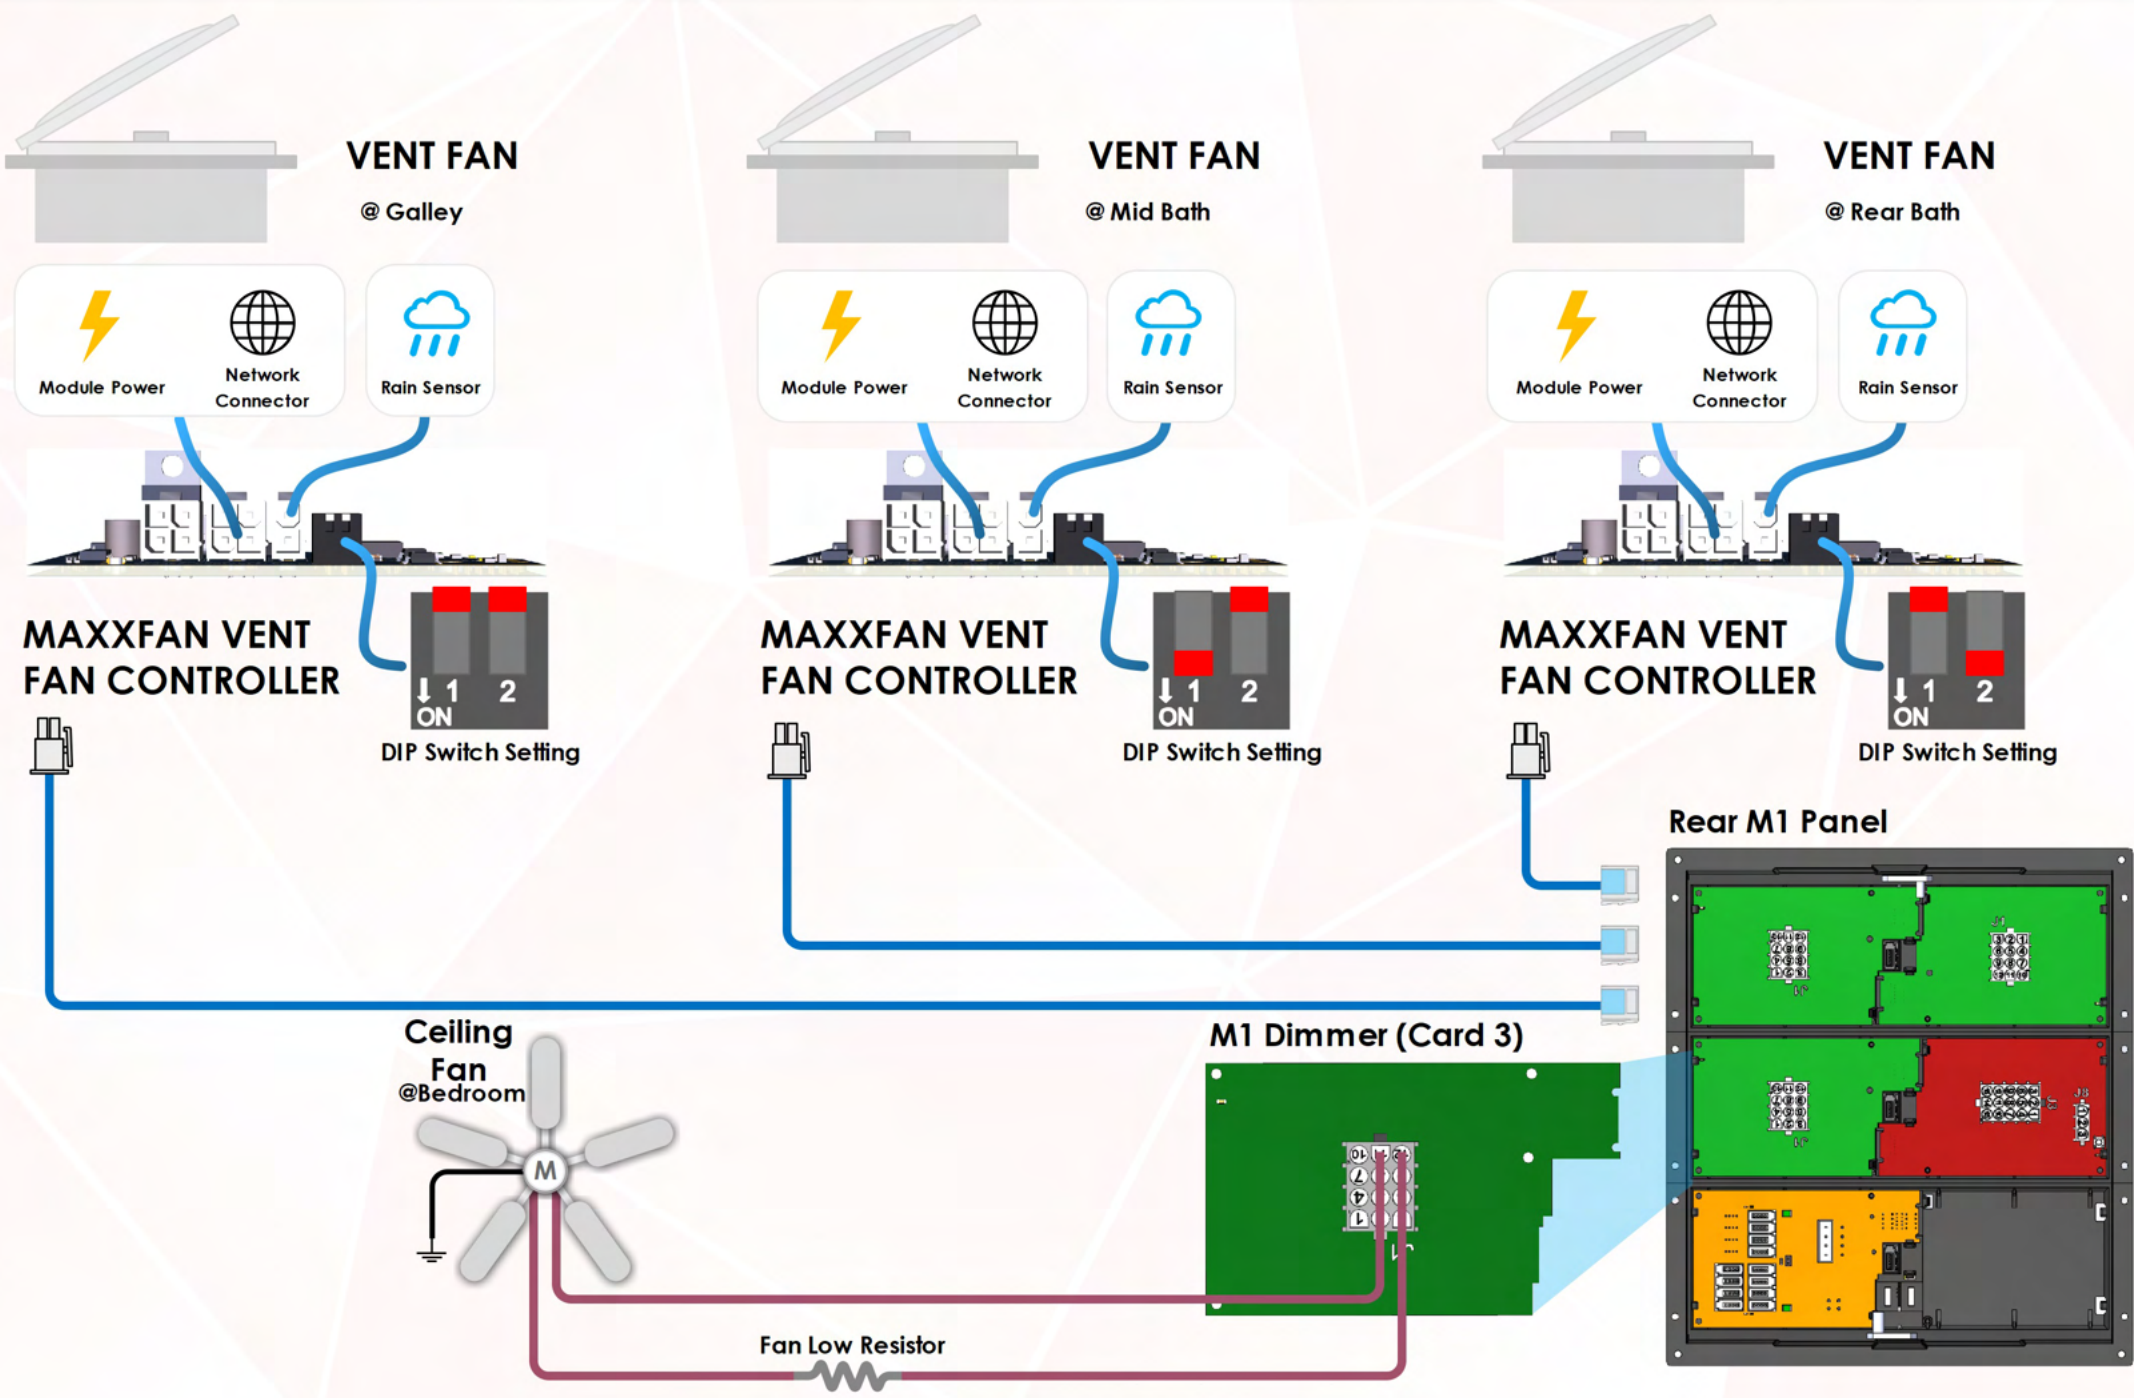 VENT FAN
@ Galley
VENT FAN
@ Mid Bath
VENT FAN
@ Rear Bath
Module Power
Network
Connector
Rain Sensor
Module Power
Network
Connector
Rain Sensor
Module Power
Network
Connector
Rain Sensor
MAXXFAN VENT
FAN CONTROLLER
1 2
ON
DIP Switch Setting
MAXXFAN VENT
FAN CONTROLLER
1 2
ON
DIP Switch Setting
MAXXFAN VENT
FAN CONTROLLER
1 2
ON
DIP Switch Setting
Rear M1 Panel
Ceiling
Fan
@Bedroom
M
M1 Dimmer (Card 3)
10
7
4
1
J1
J1
J1
J3
Fan Low Resistor